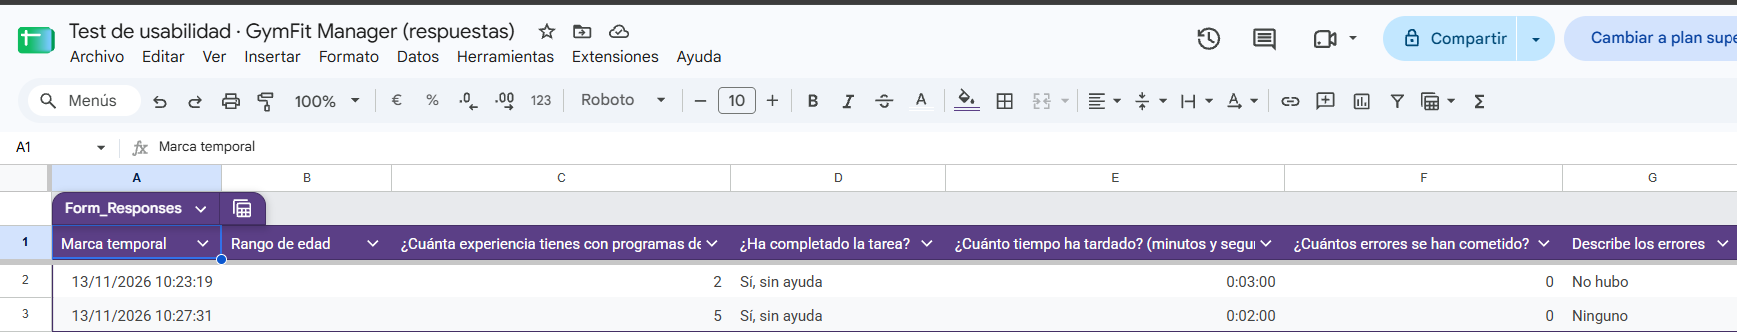 Test de usabilidad · GymFit Manager (respuestas)
Archivo Editar Ver Insertar Formato Datos Herramientas Extensiones Ayuda
Compartir
Cambiar a plan supe
Menús 100% € % .0 .00 123 Roboto 10 B I S A
A1 fx Marca temporal
A B C D E F G
Form_Responses
1 Marca temporal Rango de edad ¿Cuánta experiencia tienes con programas de ¿Ha completado la tarea? ¿Cuánto tiempo ha tardado? (minutos y segu ¿Cuántos errores se han cometido? Describe los errores
2 13/11/2026 10:23:19 2 Sí, sin ayuda 0:03:00 0 No hubo
3 13/11/2026 10:27:31 5 Sí, sin ayuda 0:02:00 0 Ninguno